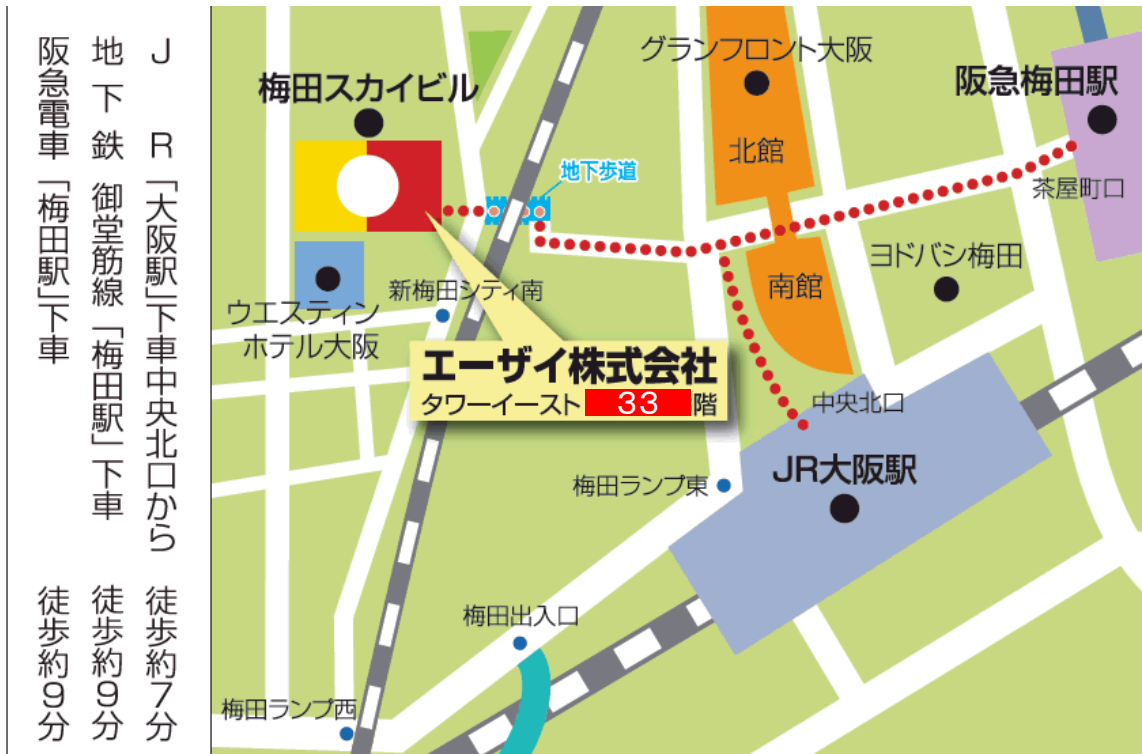 J R「大阪駅」下車中央北口から 徒歩約7分
地下鉄 御堂筋線「梅田駅」下車 徒歩約9分
阪急電車「梅田駅」下車 徒歩約9分
グランフロント大阪
阪急梅田駅
梅田スカイビル
北館
地下歩道
茶屋町口
ヨドバシ梅田
南館
新梅田シティ南
ウエスティン
ホテル大阪
エーザイ株式会社
タワーイースト 33 階
中央北口
JR大阪駅
梅田ランプ東
梅田出入口
梅田ランプ西